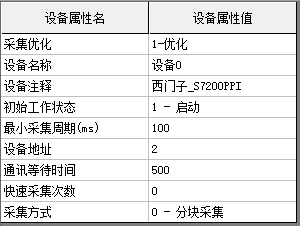 设备属性名 设备属性值
采集优化 1-优化
设备名称 设备0
设备注释 西门子_S7200PPI
初始工作状态 1 - 启动
最小采集周期(ms) 100
设备地址 2
通讯等待时间 500
快速采集次数 0
采集方式 0 - 分块采集